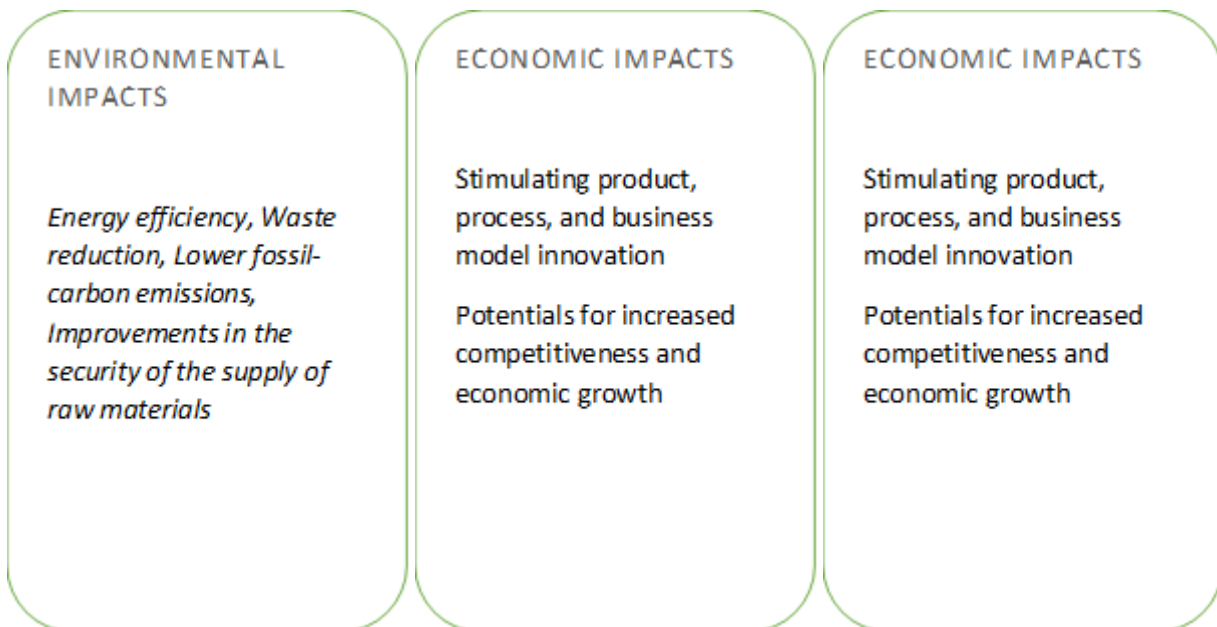 ENVIRONMENTAL
IMPACTS
Energy efficiency, Waste
reduction, Lower fossil-
carbon emissions,
Improvements in the
security of the supply of
raw materials
ECONOMIC IMPACTS
Stimulating product,
process, and business
model innovation
Potentials for increased
competitiveness and
economic growth
ECONOMIC IMPACTS
Stimulating product,
process, and business
model innovation
Potentials for increased
competitiveness and
economic growth